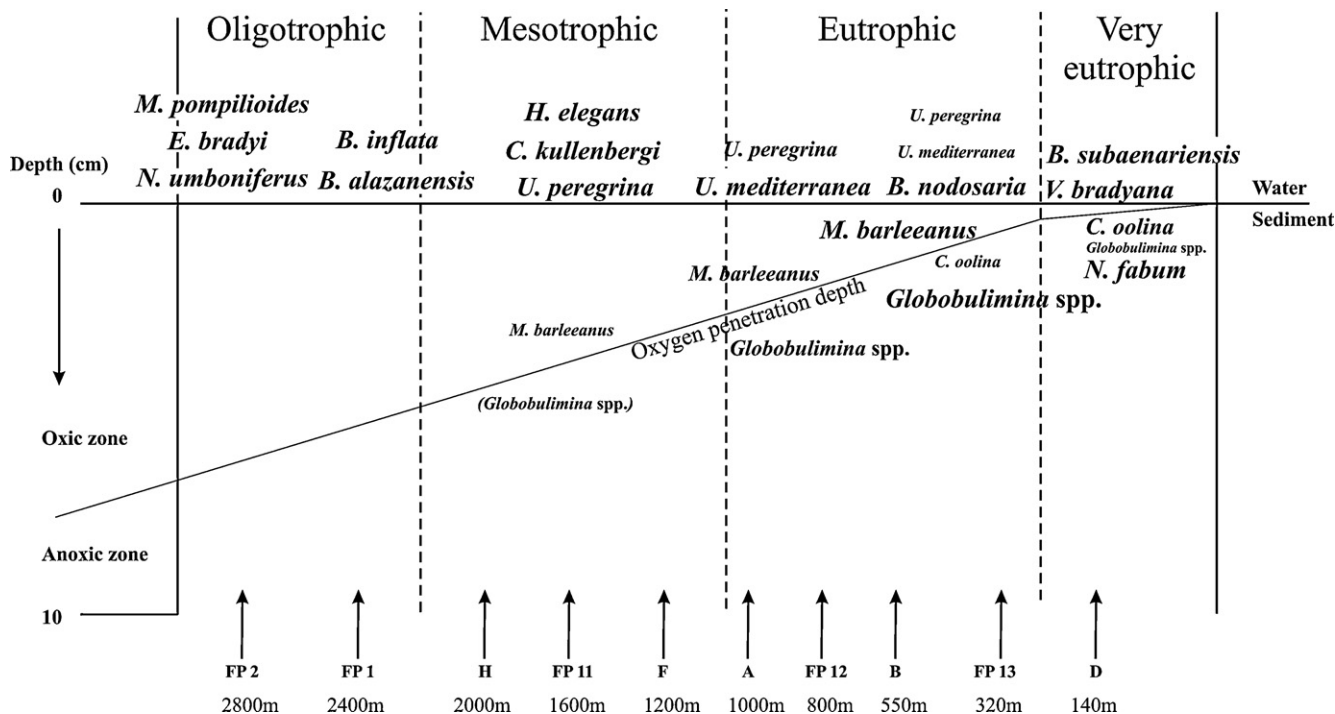 Oligotrophic
Mesotrophic
Eutrophic
Very
eutrophic
M. pompilioides
E. bradyi
N. umboniferus
B. inflata
B. alazanensis
H. elegans
C. kullenbergi
U. peregrina
U. peregrina
U. mediterranea
U. peregrina
U. mediterranea
B. nodosaria
B. subaenariensis
V. bradyana
Depth (cm)
0
Water
Sediment
M. barleeanus
C. oolina
Globobulimina spp.
N. fabum
C. oolina
M. barleeanus
Globobulimina spp.
Oxygen penetration depth
M. barleeanus
Globobulimina spp.
(Globobulimina spp.)
Oxic zone
Anoxic zone
10
FP 2
FP 1
H
FP 11
F
A
FP 12
B
FP 13
D
2800m
2400m
2000m
1600m
1200m
1000m
800m
550m
320m
140m